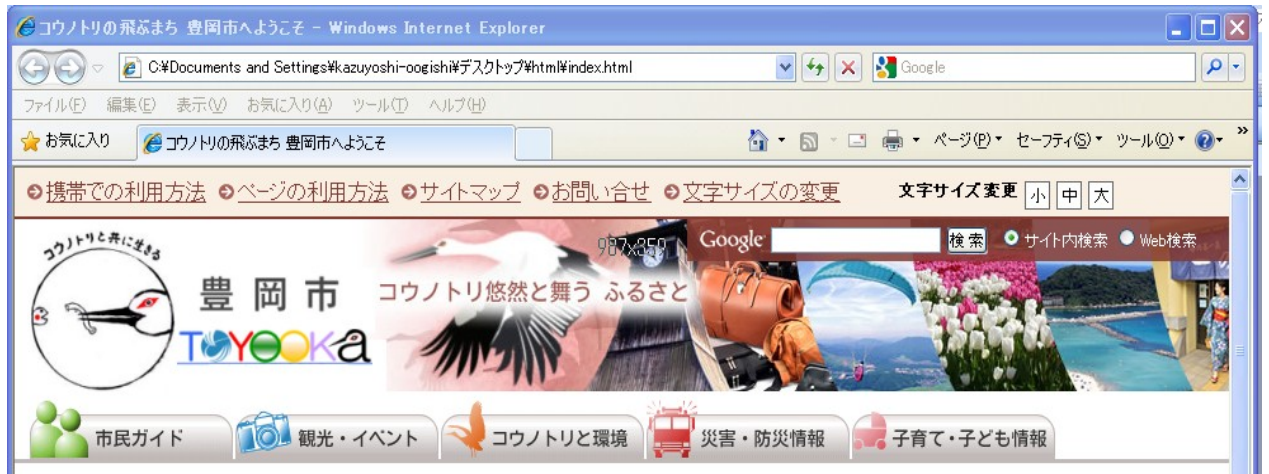 コウノトリの飛ぶまち 豊岡市へようこそ - Windows Internet Explorer
C:¥Documents and Settings¥kazuyoshi-oogishi¥デスクトップ¥html¥index.html
Google
ファイル(F) 編集(E) 表示(V) お気に入り(A) ツール(T) ヘルプ(H)
お気に入り コウノトリの飛ぶまち 豊岡市へようこそ ページ(P) セーフティ(S) ツール(O) »
携帯での利用方法 ページの利用方法 サイトマップ お問い合せ 文字サイズの変更 文字サイズ変更 小 中 大
987x359 Google 検索 サイト内検索 Web検索
コウノトリと共に生きる
豊岡市 コウノトリ悠然と舞う ふるさと
TOYOOKA
市民ガイド 観光・イベント コウノトリと環境 災害・防災情報 子育て・子ども情報